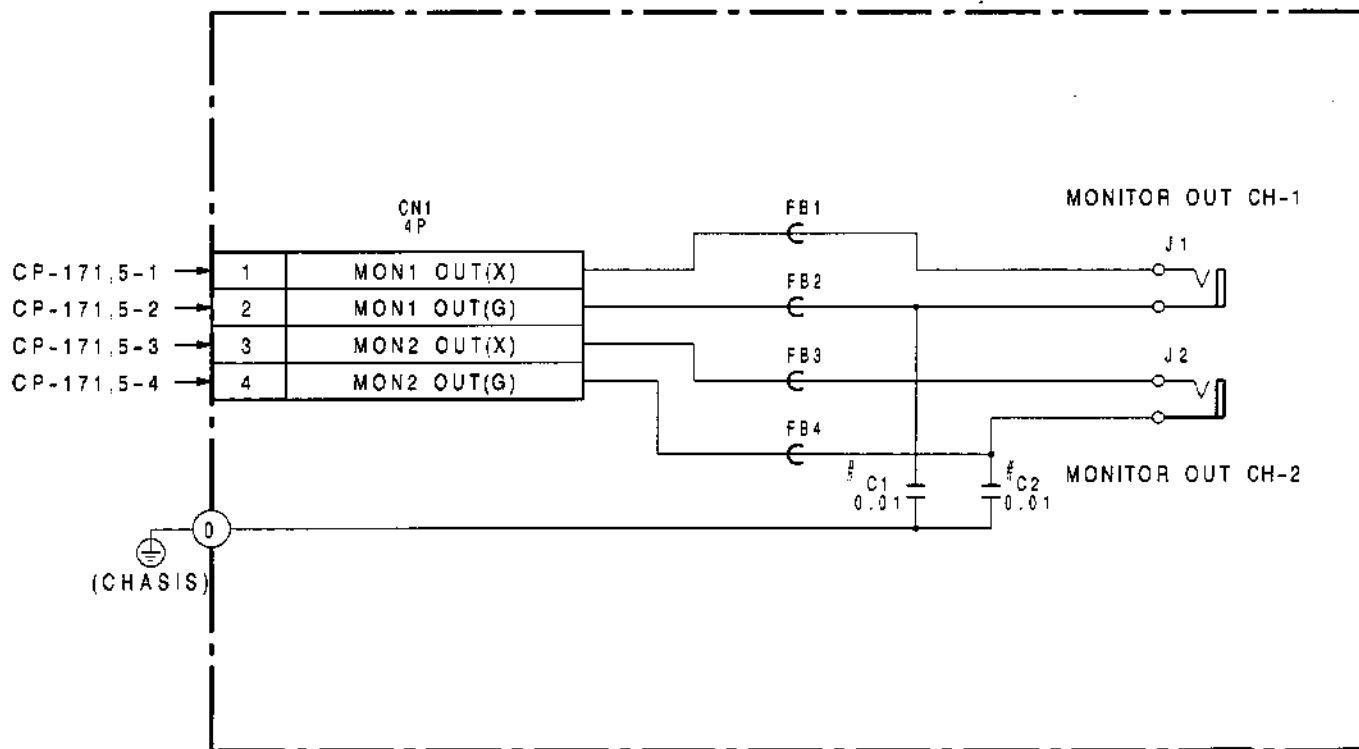 MONITOR OUT CH-1
CN1
4P
FB1
J1
CP-171,5-1
1
MON1 OUT(X)
FB2
CP-171,5-2
2
MON1 OUT(G)
CP-171,5-3
3
MON2 OUT(X)
FB3
J2
CP-171,5-4
4
MON2 OUT(G)
FB4
MONITOR OUT CH-2
# C1
0.01
# C2
0.01
0
(CHASIS)